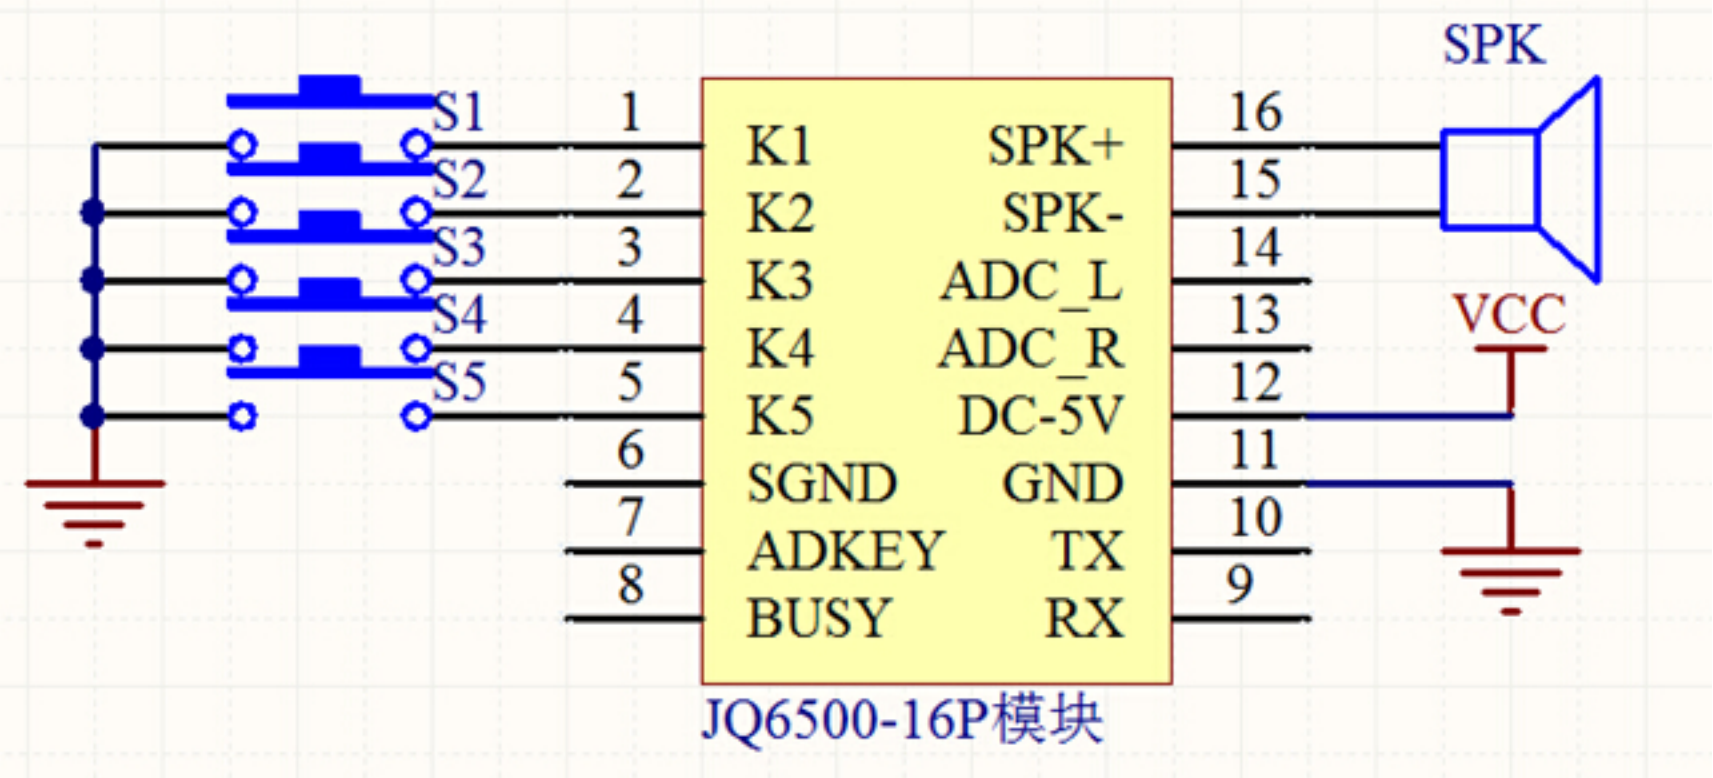 SPK
S1 1 K1 SPK+ 16
S2 2 K2 SPK- 15
S3 3 K3 ADC_L 14
S4 4 K4 ADC_R 13
VCC
S5 5 K5 DC-5V 12
6 SGND GND 11
7 ADKEY TX 10
8 BUSY RX 9
JQ6500-16P模块